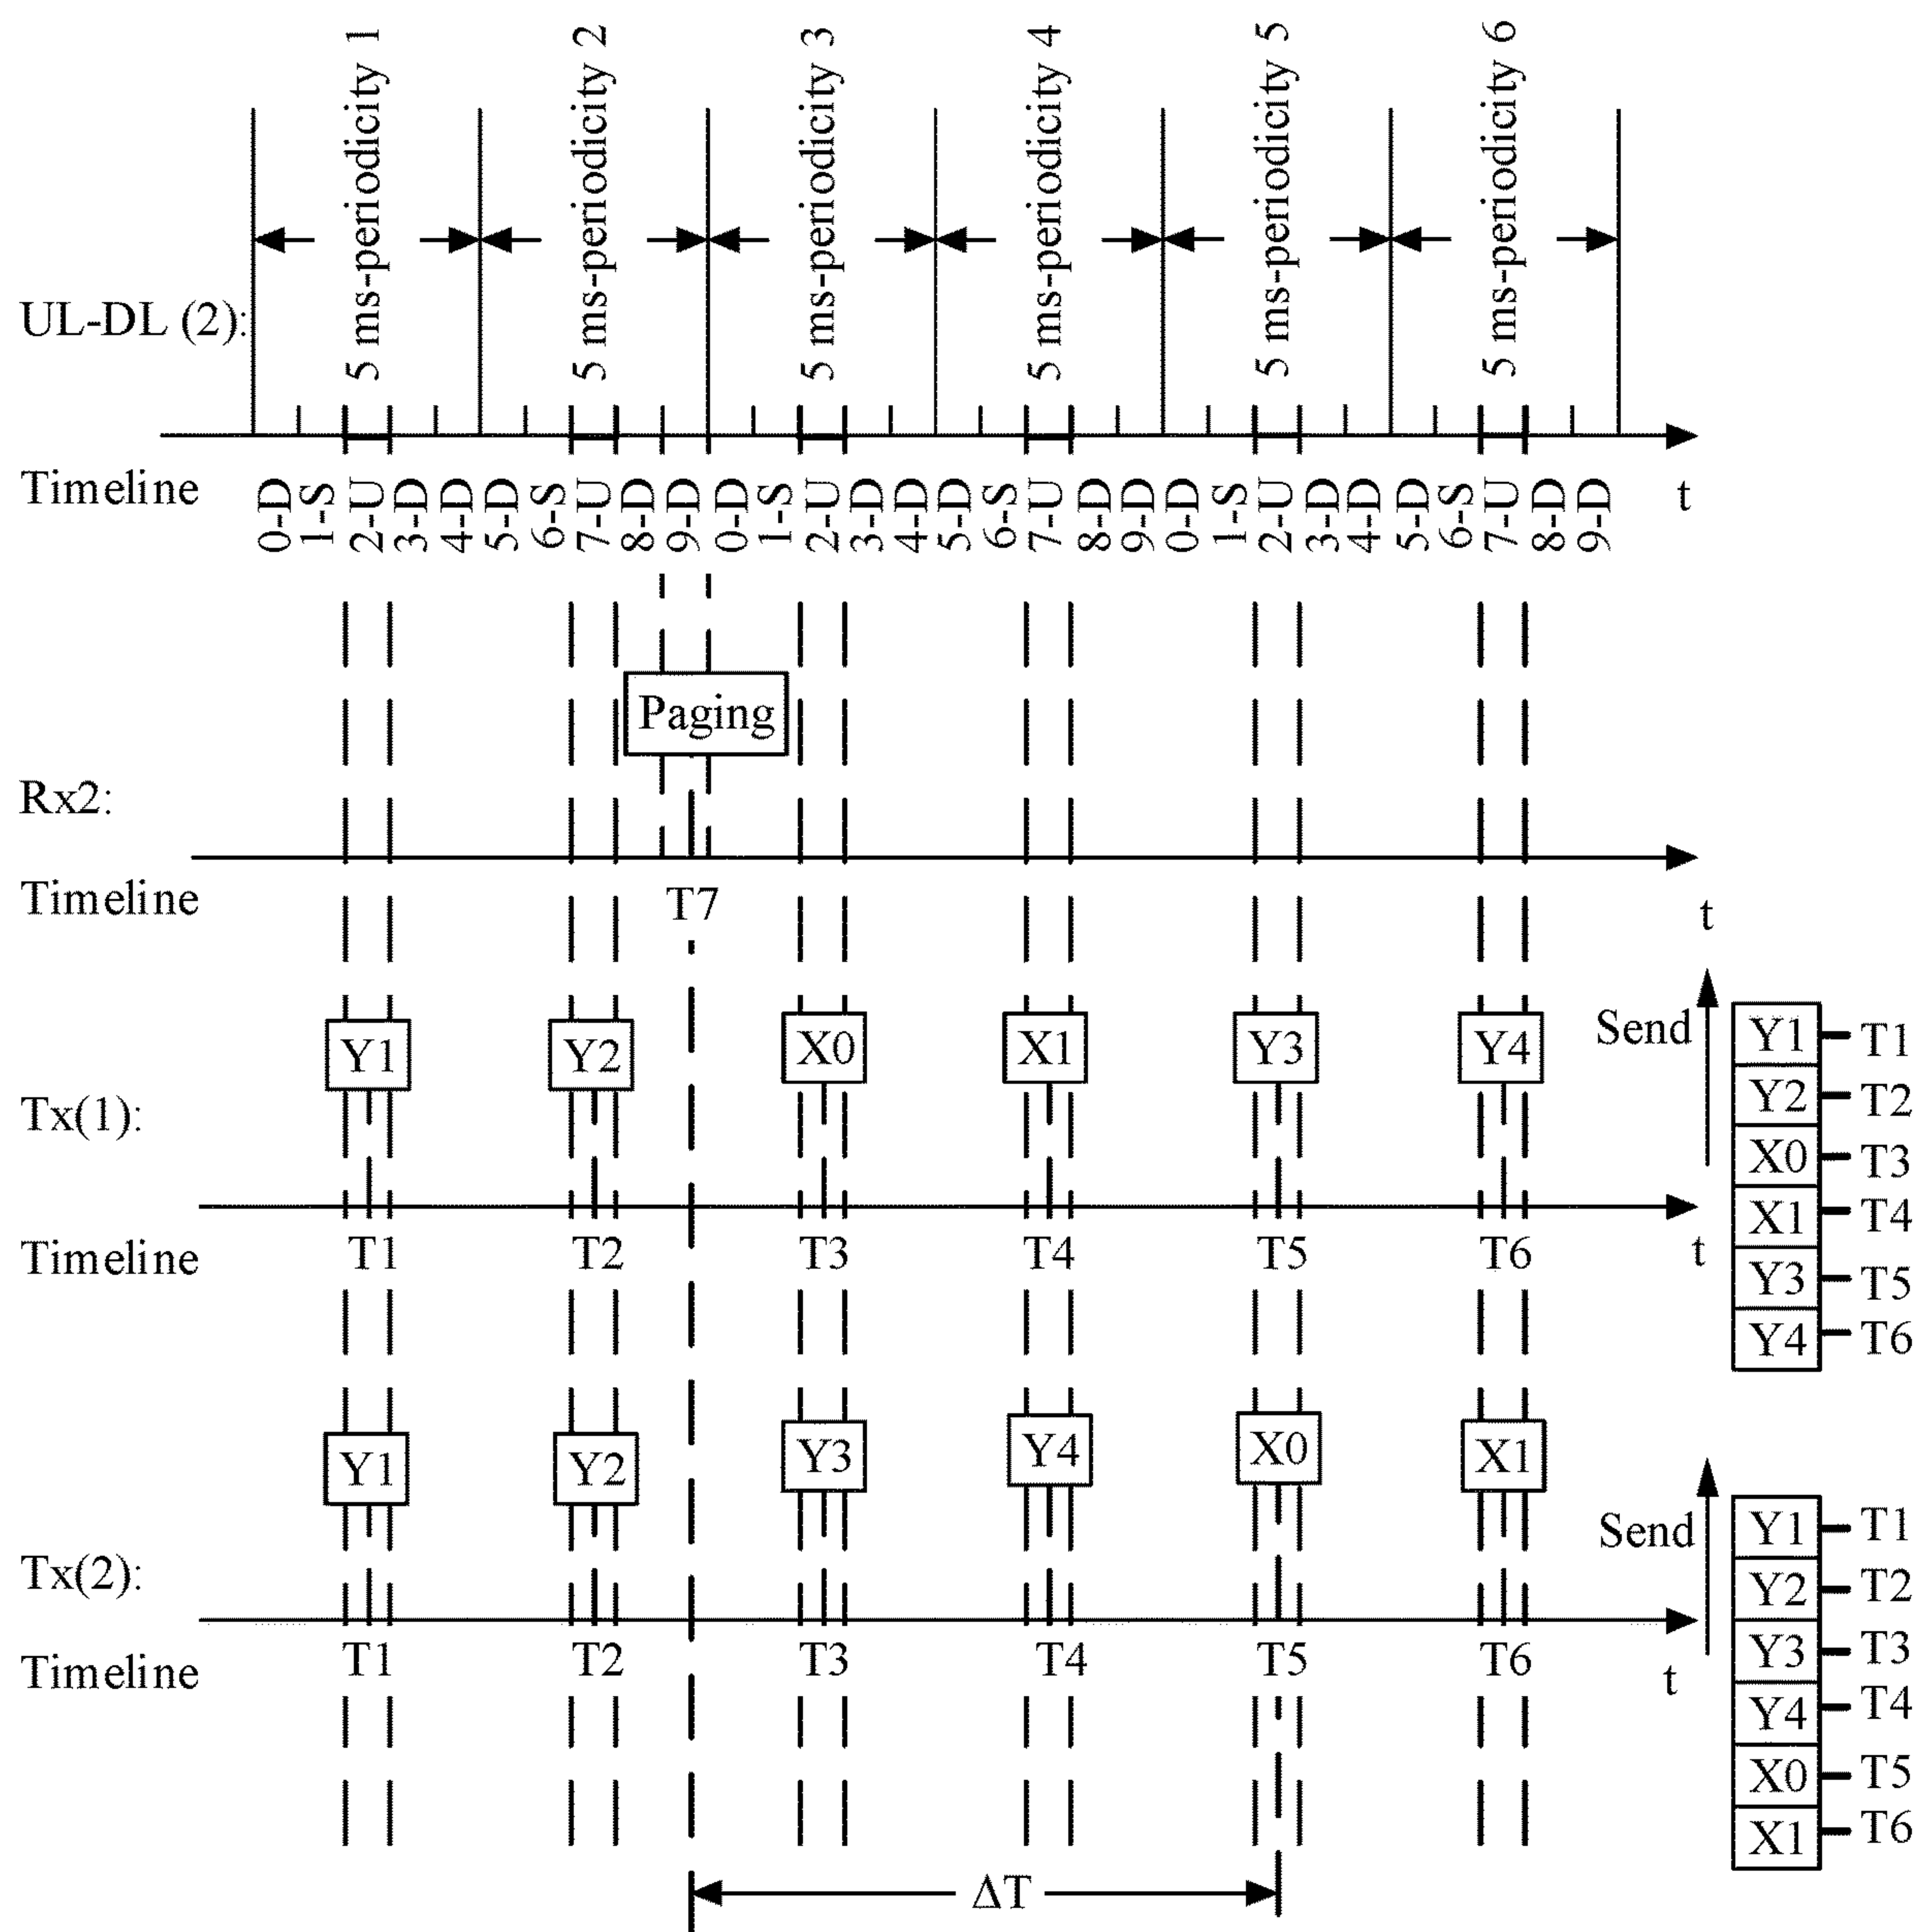 5 ms-periodicity 1
5 ms-periodicity 2
5 ms-periodicity 3
5 ms-periodicity 4
5 ms-periodicity 5
5 ms-periodicity 6
UL-DL (2):
Timeline
0-D
1-S
2-U
3-D
4-D
5-D
6-S
7-U
8-D
9-D
0-D
1-S
2-U
3-D
4-D
5-D
6-S
7-U
8-D
9-D
0-D
1-S
2-U
3-D
4-D
5-D
6-S
7-U
8-D
9-D
t
Paging
Rx2:
Timeline
T7
t
Y1
Y2
X0
X1
Y3
Y4
Tx(1):
Timeline
T1
T2
T3
T4
T5
T6
t
Send
Y1 T1
Y2 T2
X0 T3
X1 T4
Y3 T5
Y4 T6
Y1
Y2
Y3
Y4
X0
X1
Tx(2):
Timeline
T1
T2
T3
T4
T5
T6
t
Send
Y1 T1
Y2 T2
Y3 T3
Y4 T4
X0 T5
X1 T6
ΔT